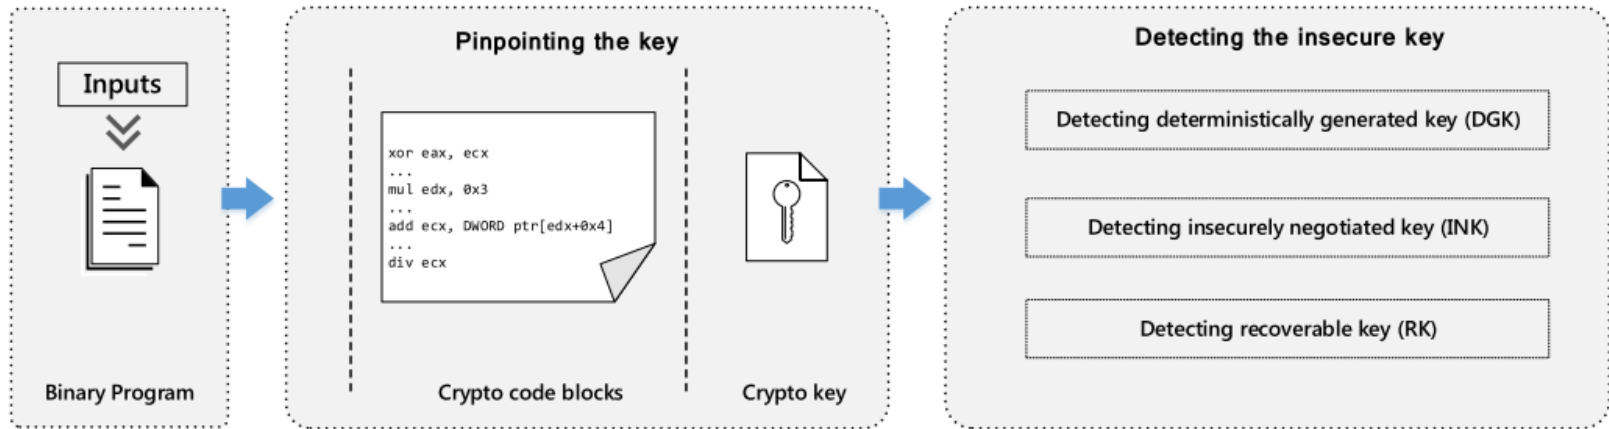 Inputs
Binary Program
Pinpointing the key
xor eax, ecx
...
mul edx, 0x3
...
add ecx, DWORD ptr[edx+0x4]
...
div ecx
Crypto code blocks
Crypto key
Detecting the insecure key
Detecting deterministically generated key (DGK)
Detecting insecurely negotiated key (INK)
Detecting recoverable key (RK)